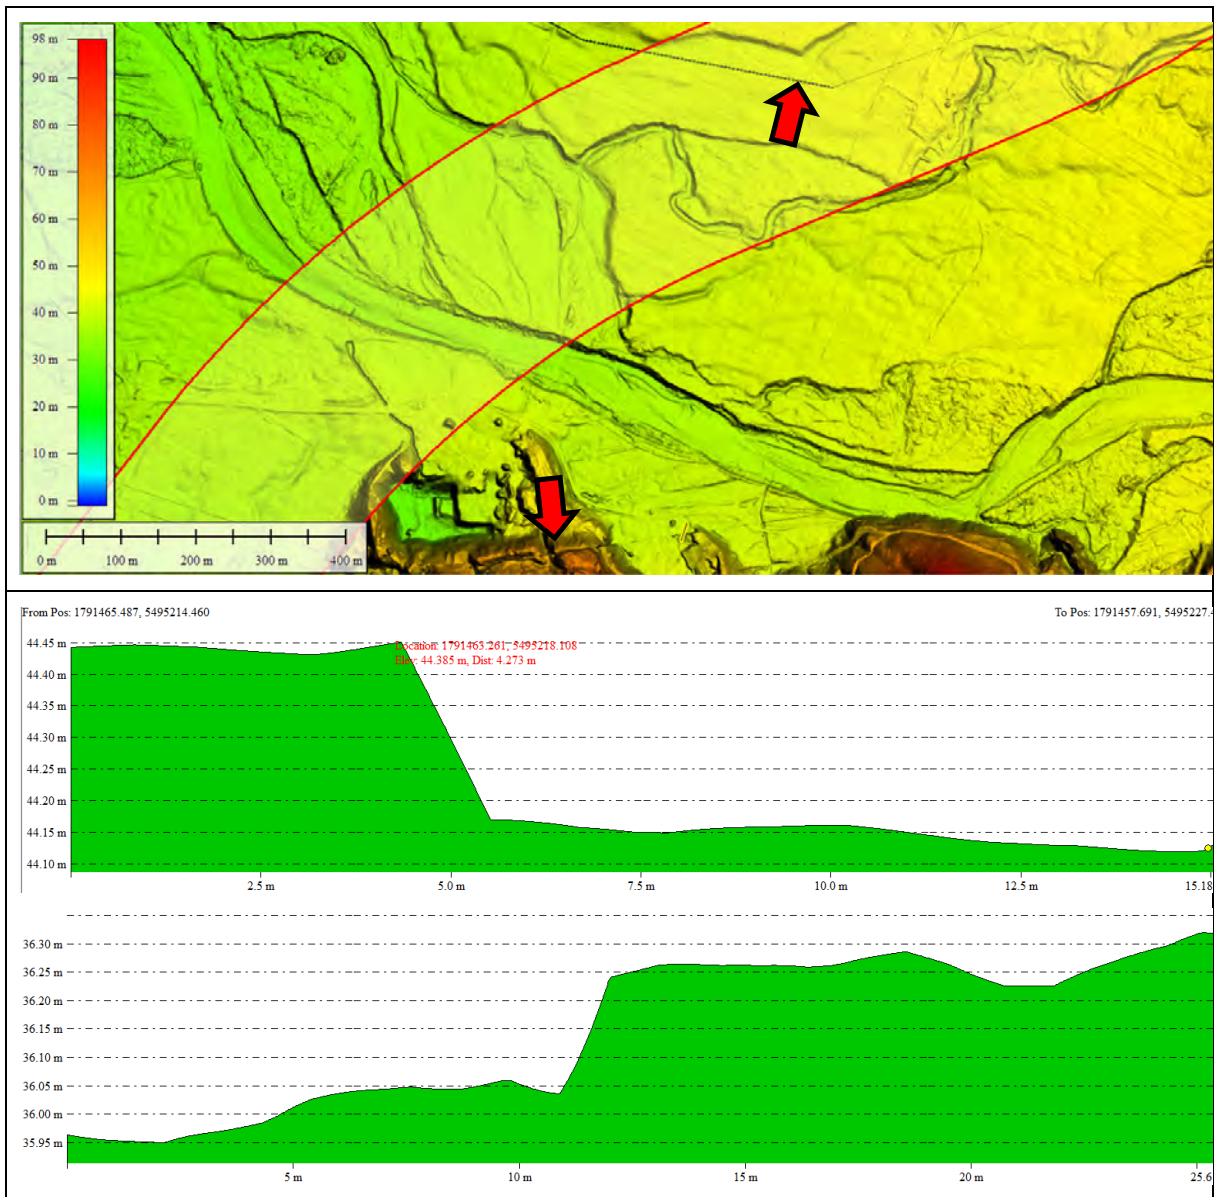 98 m
90 m
80 m
70 m
60 m
50 m
40 m
30 m
20 m
10 m
0 m
0 m 100 m 200 m 300 m 400 m
From Pos: 1791465.487, 5495214.460 To Pos: 1791457.691, 5495227.4
44.45 m
Location: 1791463.261, 5495218.108
Elev: 44.385 m, Dist: 4.273 m
44.40 m
44.35 m
44.30 m
44.25 m
44.20 m
44.15 m
44.10 m
2.5 m 5.0 m 7.5 m 10.0 m 12.5 m 15.18
36.30 m
36.25 m
36.20 m
36.15 m
36.10 m
36.05 m
36.00 m
35.95 m
5 m 10 m 15 m 20 m 25.6